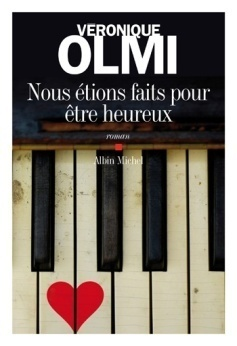 VÉRONIQUE
OLMI
Nous étions faits pour
être heureux
roman
Albin Michel